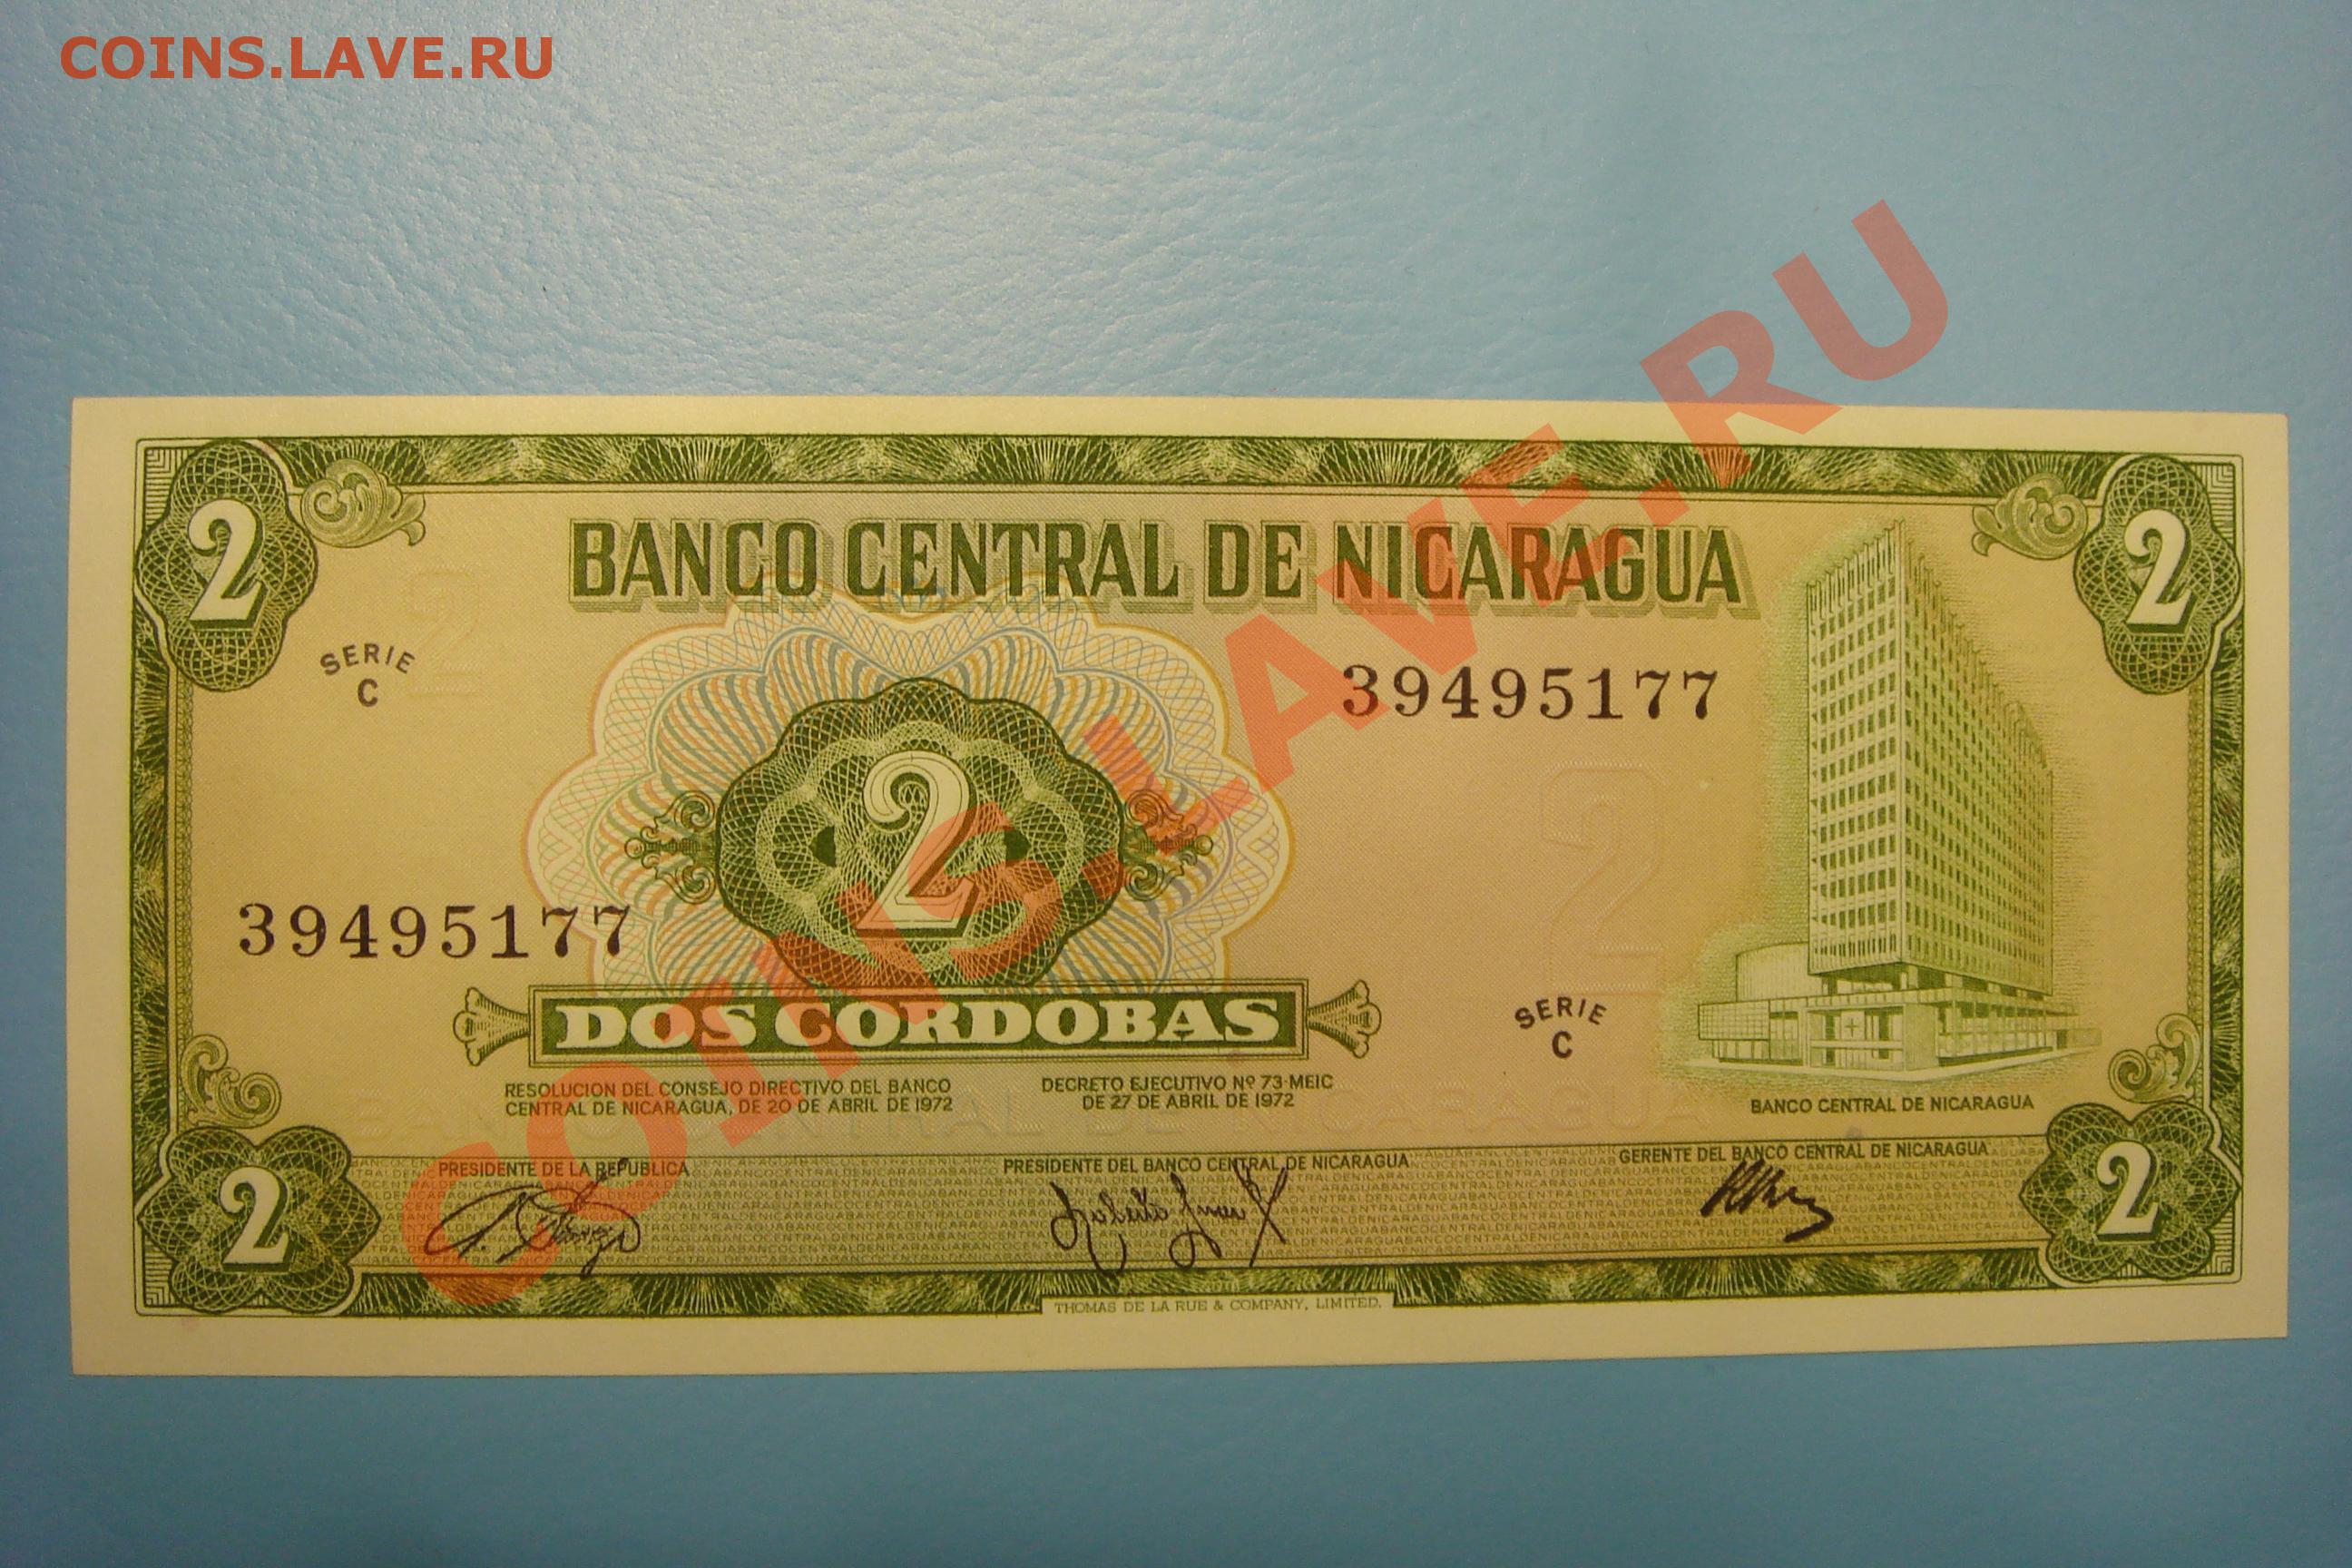 COINS.LAVE.RU
COINS.LAVE.RU
2
2
BANCO CENTRAL DE NICARAGUA
SERIE
C
39495177
2
39495177
SERIE
C
DOS CORDOBAS
RESOLUCION DEL CONSEJO DIRECTIVO DEL BANCO
CENTRAL DE NICARAGUA, DE 20 DE ABRIL DE 1972
DECRETO EJECUTIVO Nº 73-MEIC
DE 27 DE ABRIL DE 1972
BANCO CENTRAL DE NICARAGUA
PRESIDENTE DE LA REPUBLICA
PRESIDENTE DEL BANCO CENTRAL DE NICARAGUA
GERENTE DEL BANCO CENTRAL DE NICARAGUA
2
2
THOMAS DE LA RUE & COMPANY, LIMITED.